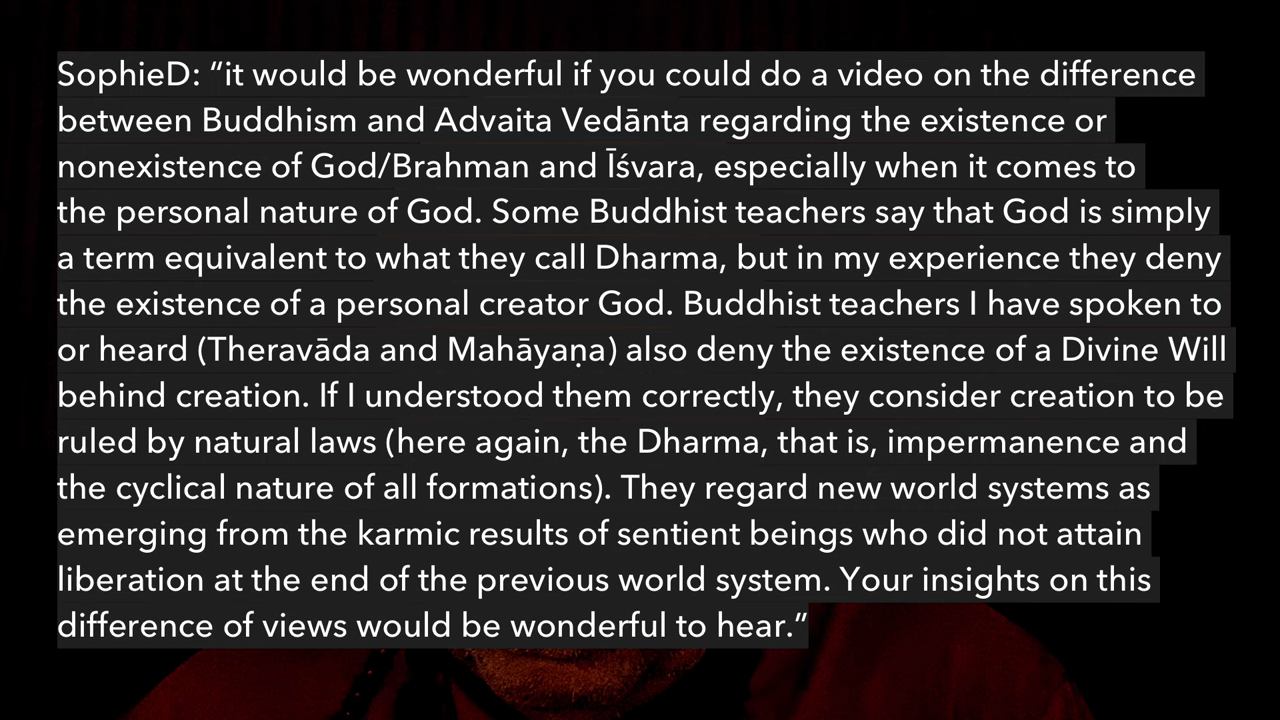 SophieD: “it would be wonderful if you could do a video on the difference
between Buddhism and Advaita Vedānta regarding the existence or
nonexistence of God/Brahman and Īśvara, especially when it comes to
the personal nature of God. Some Buddhist teachers say that God is simply
a term equivalent to what they call Dharma, but in my experience they deny
the existence of a personal creator God. Buddhist teachers I have spoken to
or heard (Theravāda and Mahāyaṇa) also deny the existence of a Divine Will
behind creation. If I understood them correctly, they consider creation to be
ruled by natural laws (here again, the Dharma, that is, impermanence and
the cyclical nature of all formations). They regard new world systems as
emerging from the karmic results of sentient beings who did not attain
liberation at the end of the previous world system. Your insights on this
difference of views would be wonderful to hear.”